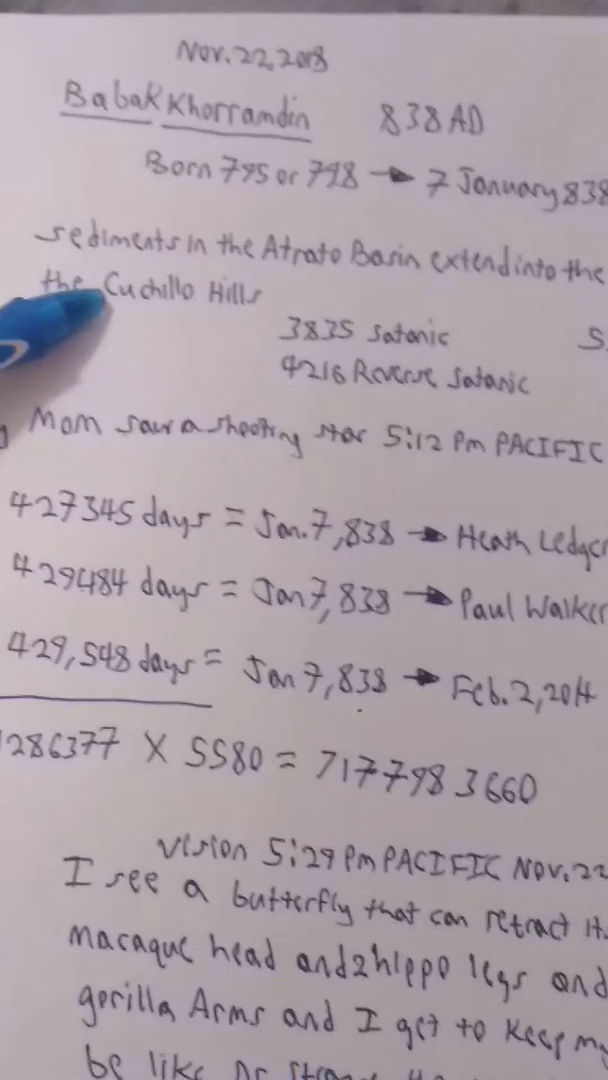 Nov. 22, 2018
Babak Khorramdin 838 AD
Born 795 or 798 → 7 January 838
sediments in the Atrato Basin extend into the
the Cuchillo Hills
3835 Satanic S.
4216 Reverse Satanic
Mom saw a shooting star 5:12 Pm PACIFIC
427345 days = Jan. 7, 838 → Heath Ledger
429484 days = Jan 7, 838 → Paul Walker
429,548 days = Jan 7, 838 → Feb. 2, 2014
286377 X 5580 = 7177983660
Vision 5:29 Pm PACIFIC Nov. 22
I see a butterfly that can retract it
macaque head and 2 hippo legs and
gorilla Arms and I get to keep my
be like Dr